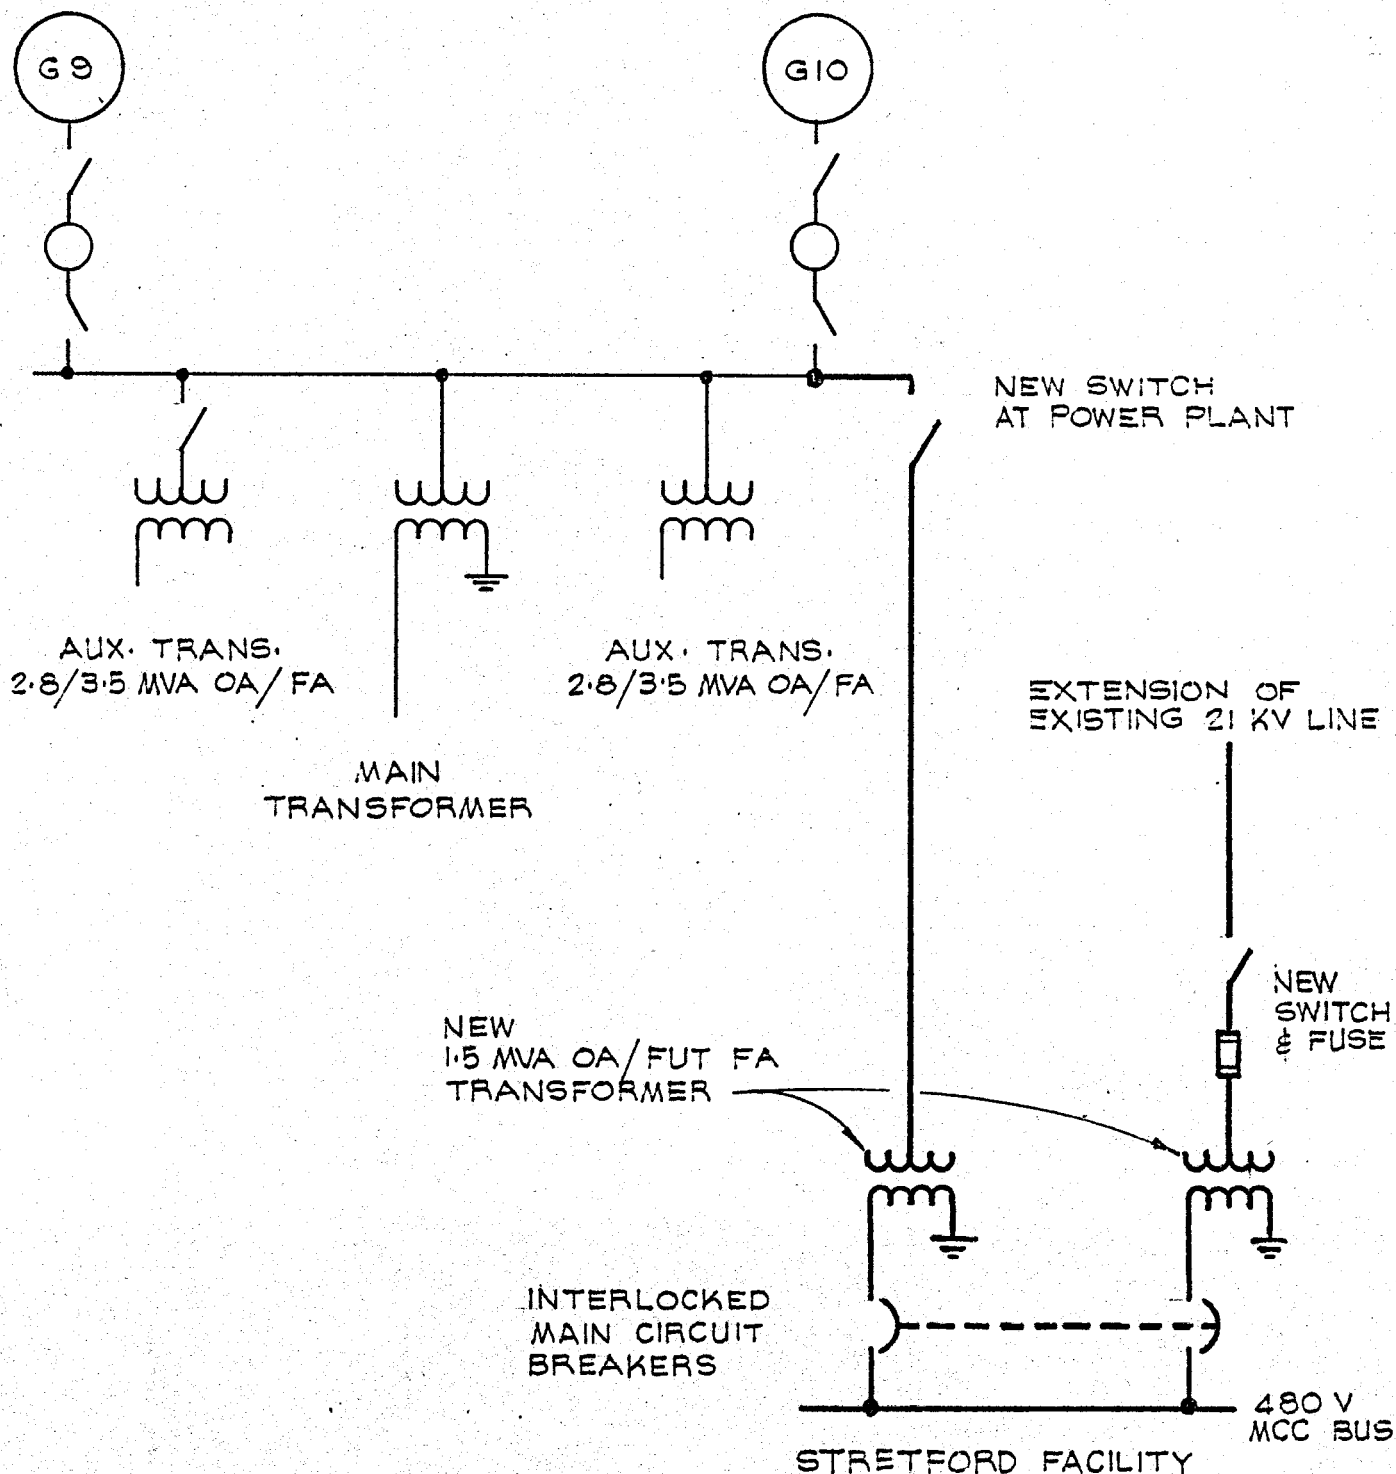 G9
G10
NEW SWITCH
AT POWER PLANT
AUX. TRANS.
2.8/3.5 MVA OA/FA
AUX. TRANS.
2.8/3.5 MVA OA/FA
MAIN
TRANSFORMER
EXTENSION OF
EXISTING 21 KV LINE
NEW
SWITCH
& FUSE
NEW
1.5 MVA OA/FUT FA
TRANSFORMER
INTERLOCKED
MAIN CIRCUIT
BREAKERS
480 V
MCC BUS
STRETFORD FACILITY